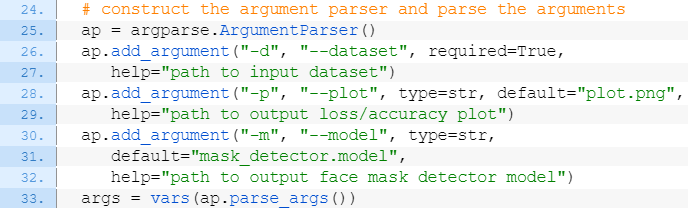 24. # construct the argument parser and parse the arguments
25. ap = argparse.ArgumentParser()
26. ap.add_argument("-d", "--dataset", required=True,
27.    help="path to input dataset")
28. ap.add_argument("-p", "--plot", type=str, default="plot.png",
29.    help="path to output loss/accuracy plot")
30. ap.add_argument("-m", "--model", type=str,
31.    default="mask_detector.model",
32.    help="path to output face mask detector model")
33. args = vars(ap.parse_args())